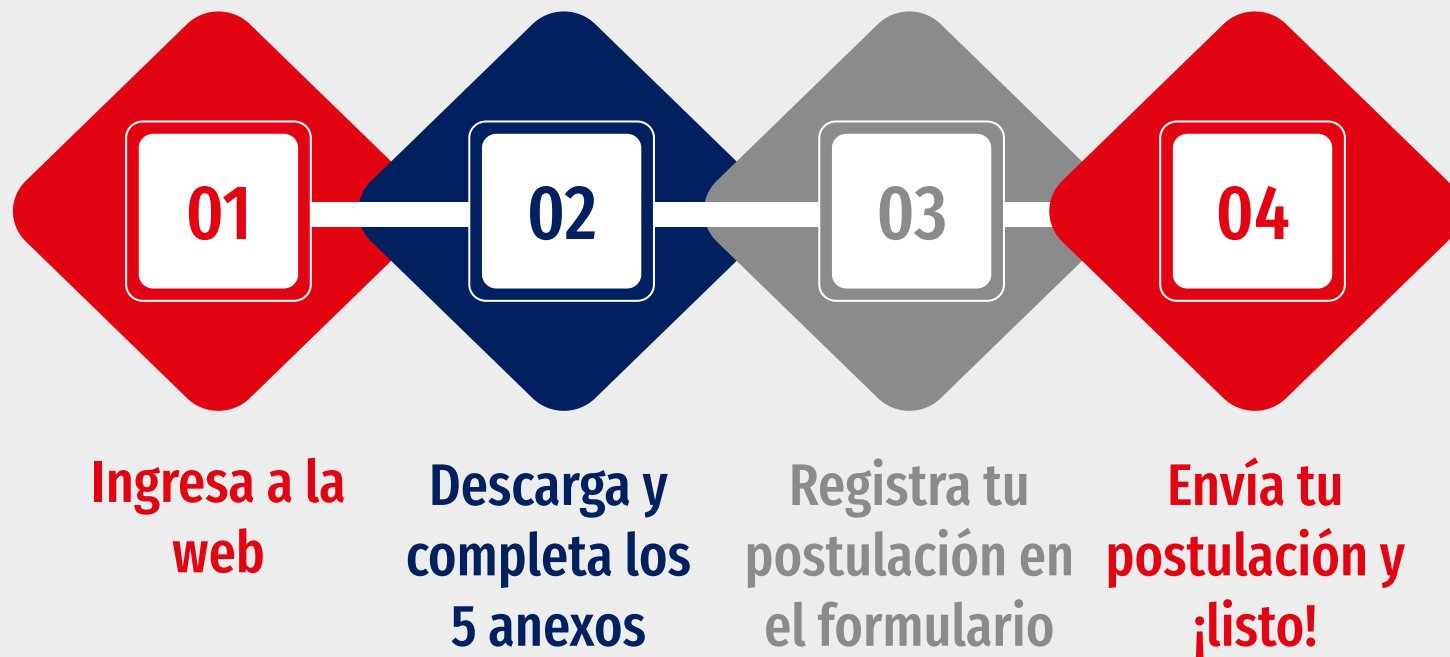 01
02
03
04
Ingresa a la
web
Descarga y
completa los
5 anexos
Registra tu
postulación en
el formulario
Envía tu
postulación y
¡listo!